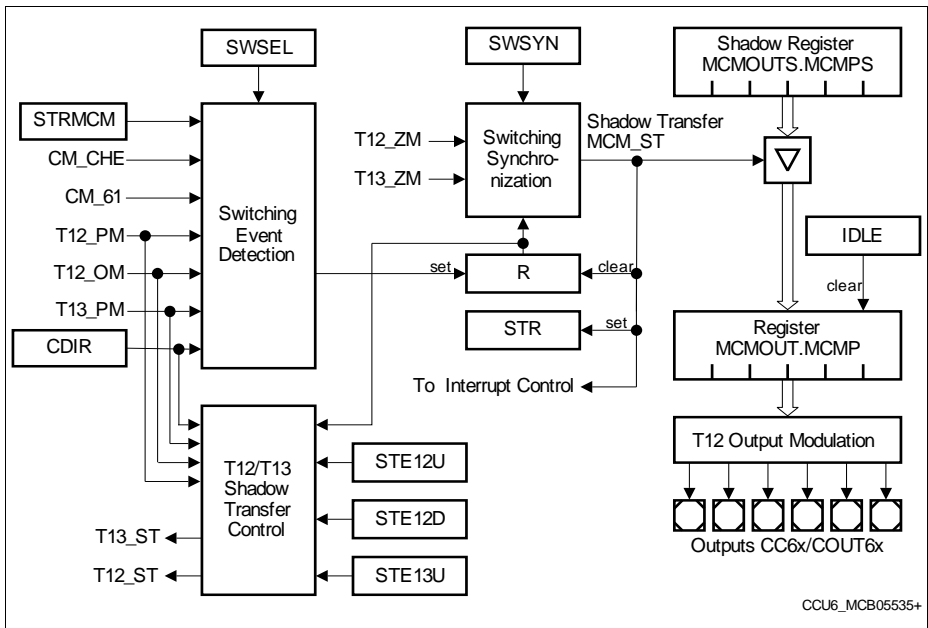 SWSEL
SWSYN
Shadow Register
MCMOUTS.MCMPS
STRMCM
CM_CHE
CM_61
T12_PM
T12_OM
T13_PM
CDIR
Switching
Event
Detection
T12_ZM
T13_ZM
Switching
Synchro-
nization
Shadow Transfer
MCM_ST
IDLE
clear
set
R
clear
STR
set
To Interrupt Control
Register
MCMOUT.MCMP
T12 Output Modulation
Outputs CC6x/COUT6x
T12/T13
Shadow
Transfer
Control
STE12U
STE12D
STE13U
T13_ST
T12_ST
CCU6_MCB05535+